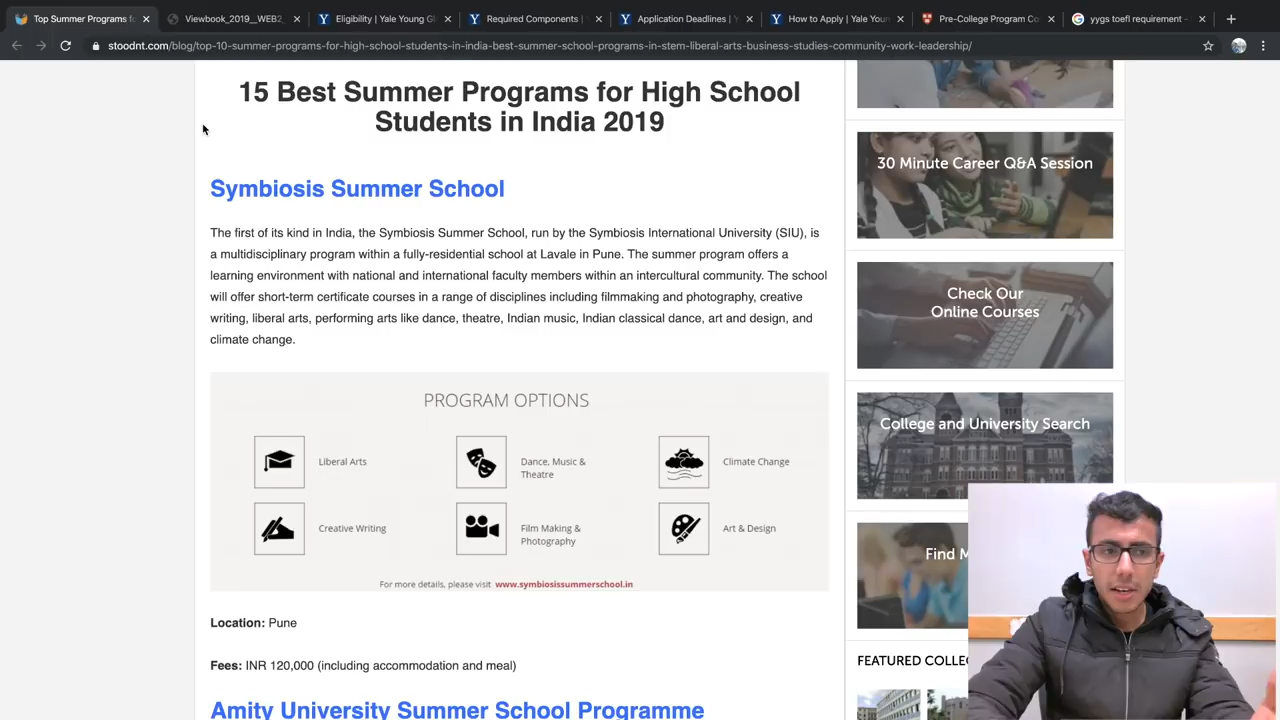 Top Summer Programs fo
Viewbook_2019__WEB2_
Eligibility | Yale Young Gl
Required Components | Y
Application Deadlines | Y
How to Apply | Yale Youn
Pre-College Program Co
yygs toefl requirement -
stoodnt.com/blog/top-10-summer-programs-for-high-school-students-in-india-best-summer-school-programs-in-stem-liberal-arts-business-studies-community-work-leadership/
15 Best Summer Programs for High School
Students in India 2019
Symbiosis Summer School
The first of its kind in India, the Symbiosis Summer School, run by the Symbiosis International University (SIU), is
a multidisciplinary program within a fully-residential school at Lavale in Pune. The summer program offers a
learning environment with national and international faculty members within an intercultural community. The school
will offer short-term certificate courses in a range of disciplines including filmmaking and photography, creative
writing, liberal arts, performing arts like dance, theatre, Indian music, Indian classical dance, art and design, and
climate change.
PROGRAM OPTIONS
Liberal Arts
Dance, Music &
Theatre
Climate Change
Creative Writing
Film Making &
Photography
Art & Design
For more details, please visit www.symbiosissummerschool.in
Location: Pune
Fees: INR 120,000 (including accommodation and meal)
Amity University Summer School Programme
30 Minute Career Q&A Session
Check Our
Online Courses
College and University Search
Find M
FEATURED COLLE